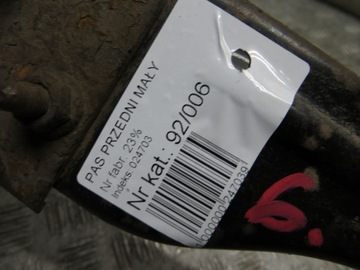 PAS PRZEDNI MAŁY
Nr fabr. 23%
Indeks: 024703
Nr kat.: 92/006
6.